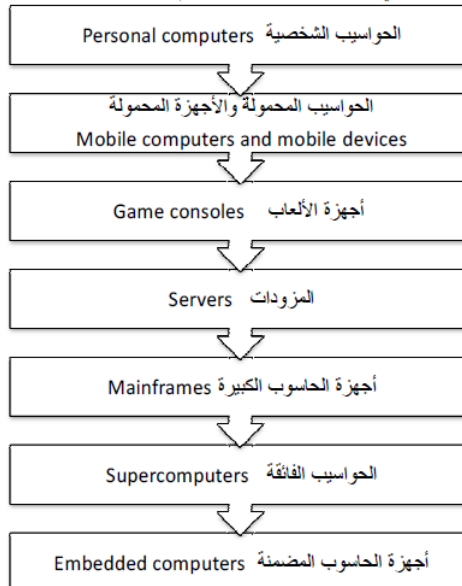 الحواسيب الشخصية Personal computers
الحواسيب المحمولة والأجهزة المحمولة
Mobile computers and mobile devices
أجهزة الألعاب Game consoles
المزودات Servers
أجهزة الحاسوب الكبيرة Mainframes
الحواسيب الفائقة Supercomputers
أجهزة الحاسوب المضمنة Embedded computers